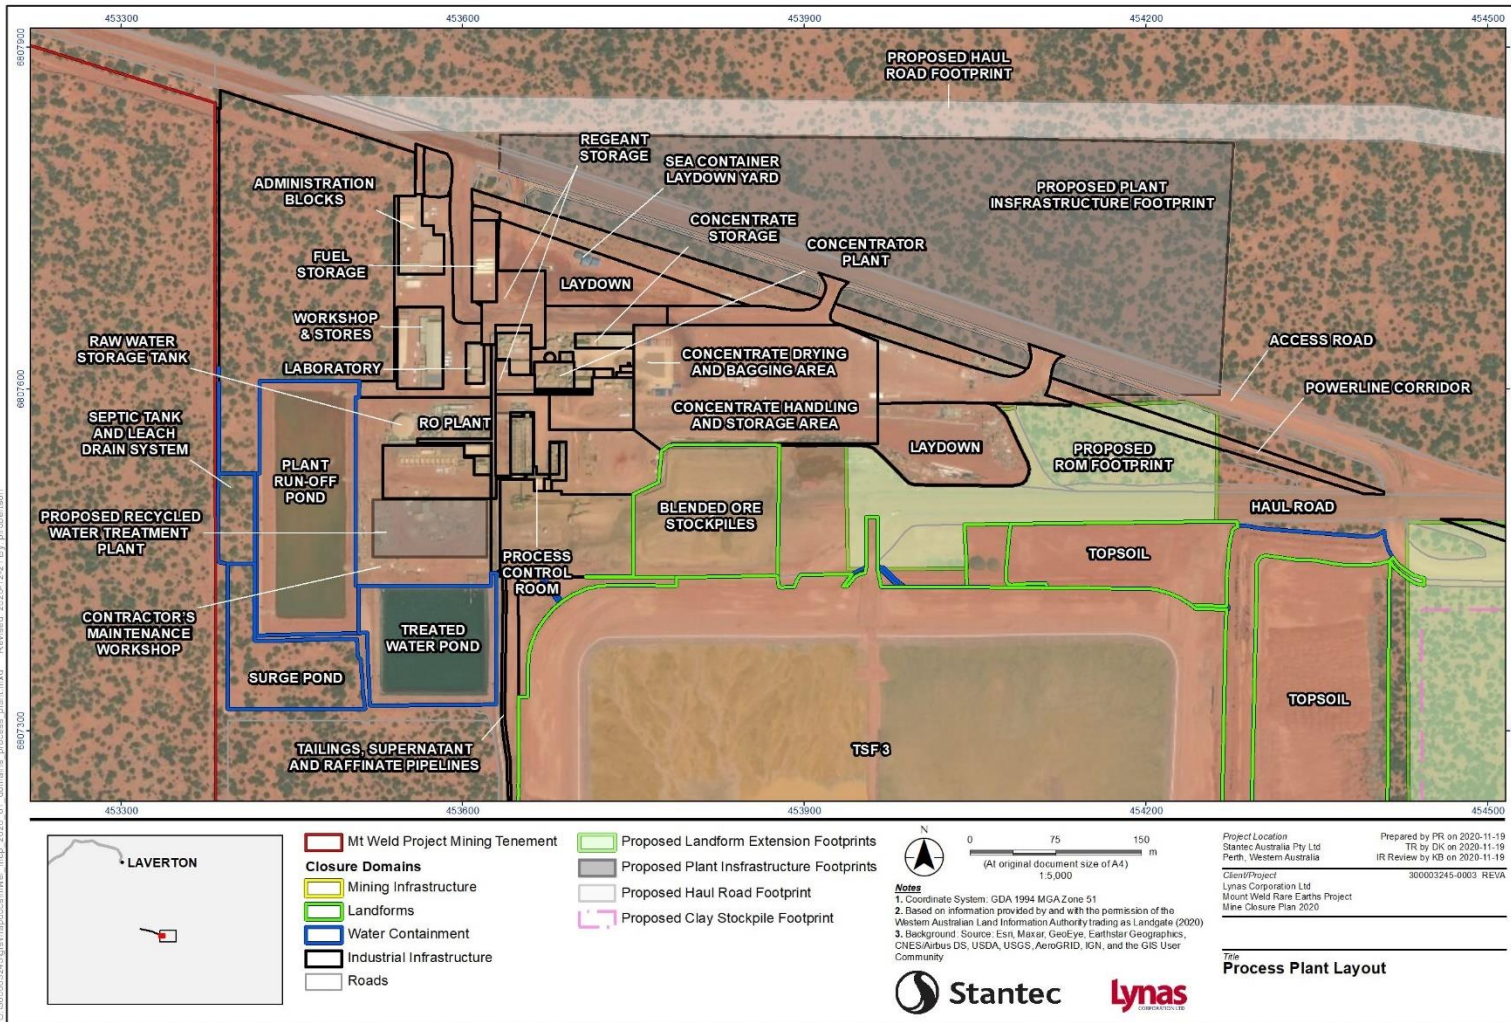 453300
453600
453900
454200
454500
6807900
6807600
6807300
PROPOSED HAUL
ROAD FOOTPRINT
REGEANT
STORAGE
SEA CONTAINER
LAYDOWN YARD
ADMINISTRATION
BLOCKS
PROPOSED PLANT
INSFRASTRUCTURE FOOTPRINT
CONCENTRATE
STORAGE
CONCENTRATOR
PLANT
FUEL
STORAGE
LAYDOWN
WORKSHOP
& STORES
RAW WATER
STORAGE TANK
ACCESS ROAD
LABORATORY
CONCENTRATE DRYING
AND BAGGING AREA
POWERLINE CORRIDOR
SEPTIC TANK
AND LEACH
DRAIN SYSTEM
RO PLANT
CONCENTRATE HANDLING
AND STORAGE AREA
LAYDOWN
PROPOSED
ROM FOOTPRINT
PLANT
RUN-OFF
POND
BLENDED ORE
STOCKPILES
HAUL ROAD
PROPOSED RECYCLED
WATER TREATMENT
PLANT
PROCESS
CONTROL
ROOM
TOPSOIL
CONTRACTOR'S
MAINTENANCE
WORKSHOP
TREATED
WATER POND
SURGE POND
TOPSOIL
TAILINGS, SUPERNATANT
AND RAFFINATE PIPELINES
TSF 3
453300
453600
453900
454200
454500
LAVERTON
Mt Weld Project Mining Tenement
Closure Domains
Mining Infrastructure
Landforms
Water Containment
Industrial Infrastructure
Roads
Proposed Landform Extension Footprints
Proposed Plant Insfrastructure Footprints
Proposed Haul Road Footprint
Proposed Clay Stockpile Footprint
N
0 75 150
m
(At original document size of A4)
1:5,000
Notes
1. Coordinate System: GDA 1994 MGA Zone 51
2. Based on information provided by and with the permission of the
Western Australian Land Information Authority trading as Landgate (2020)
3. Background: Source: Esri, Maxar, GeoEye, Earthstar Geographics,
CNES/Airbus DS, USDA, USGS, AeroGRID, IGN, and the GIS User
Community
Stantec
Lynas
CORPORATION LTD
Project Location
Stantec Australia Pty Ltd
Perth, Western Australia
Prepared by PR on 2020-11-19
TR by DK on 2020-11-19
IR Review by KB on 2020-11-19
Client/Project
300003245-0003 REVA
Lynas Corporation Ltd
Mount Weld Rare Earths Project
Mine Closure Plan 2020
Title
Process Plant Layout